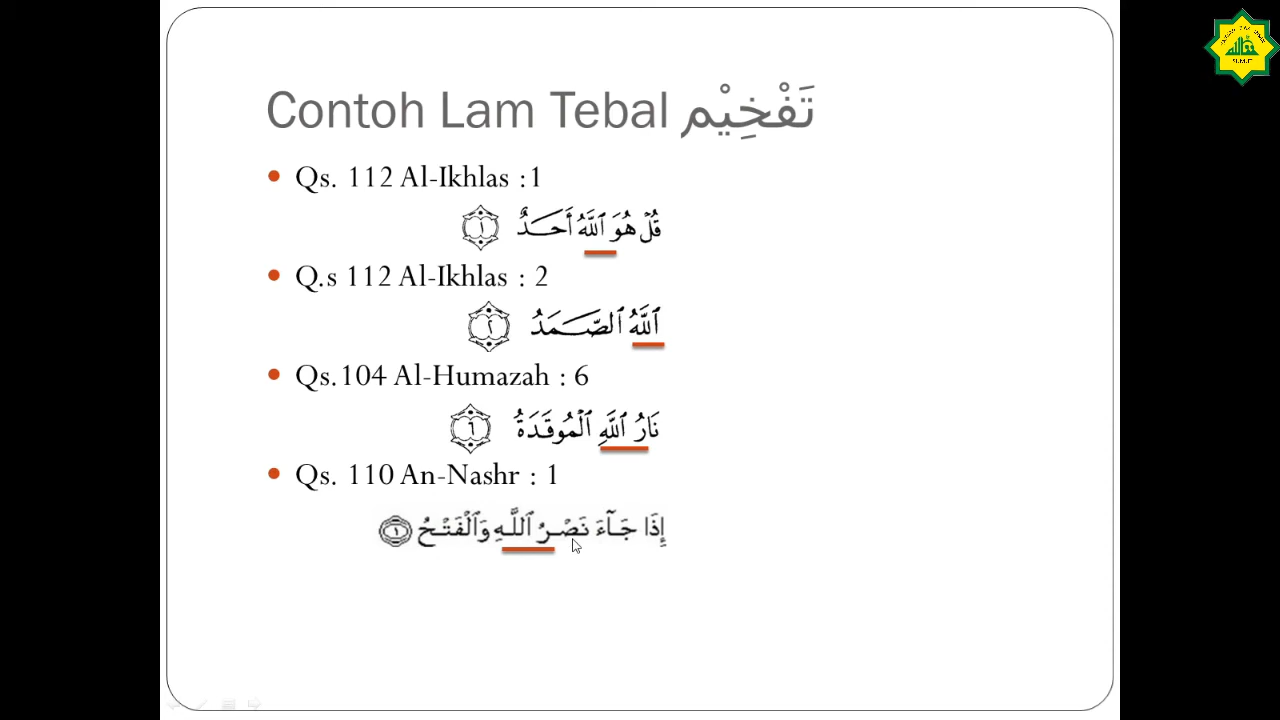 Contoh Lam Tebal تَفْخِيْم
Qs. 112 Al-Ikhlas :1
قُلْ هُوَ ٱللَّهُ أَحَدٌ ١
Q.s 112 Al-Ikhlas : 2
ٱللَّهُ ٱلصَّمَدُ ٢
Qs.104 Al-Humazah : 6
نَارُ ٱللَّهِ ٱلْمُوقَدَةُ ٦
Qs. 110 An-Nashr : 1
إِذَا جَآءَ نَصْرُ ٱللَّهِ وَٱلْفَتْحُ ١